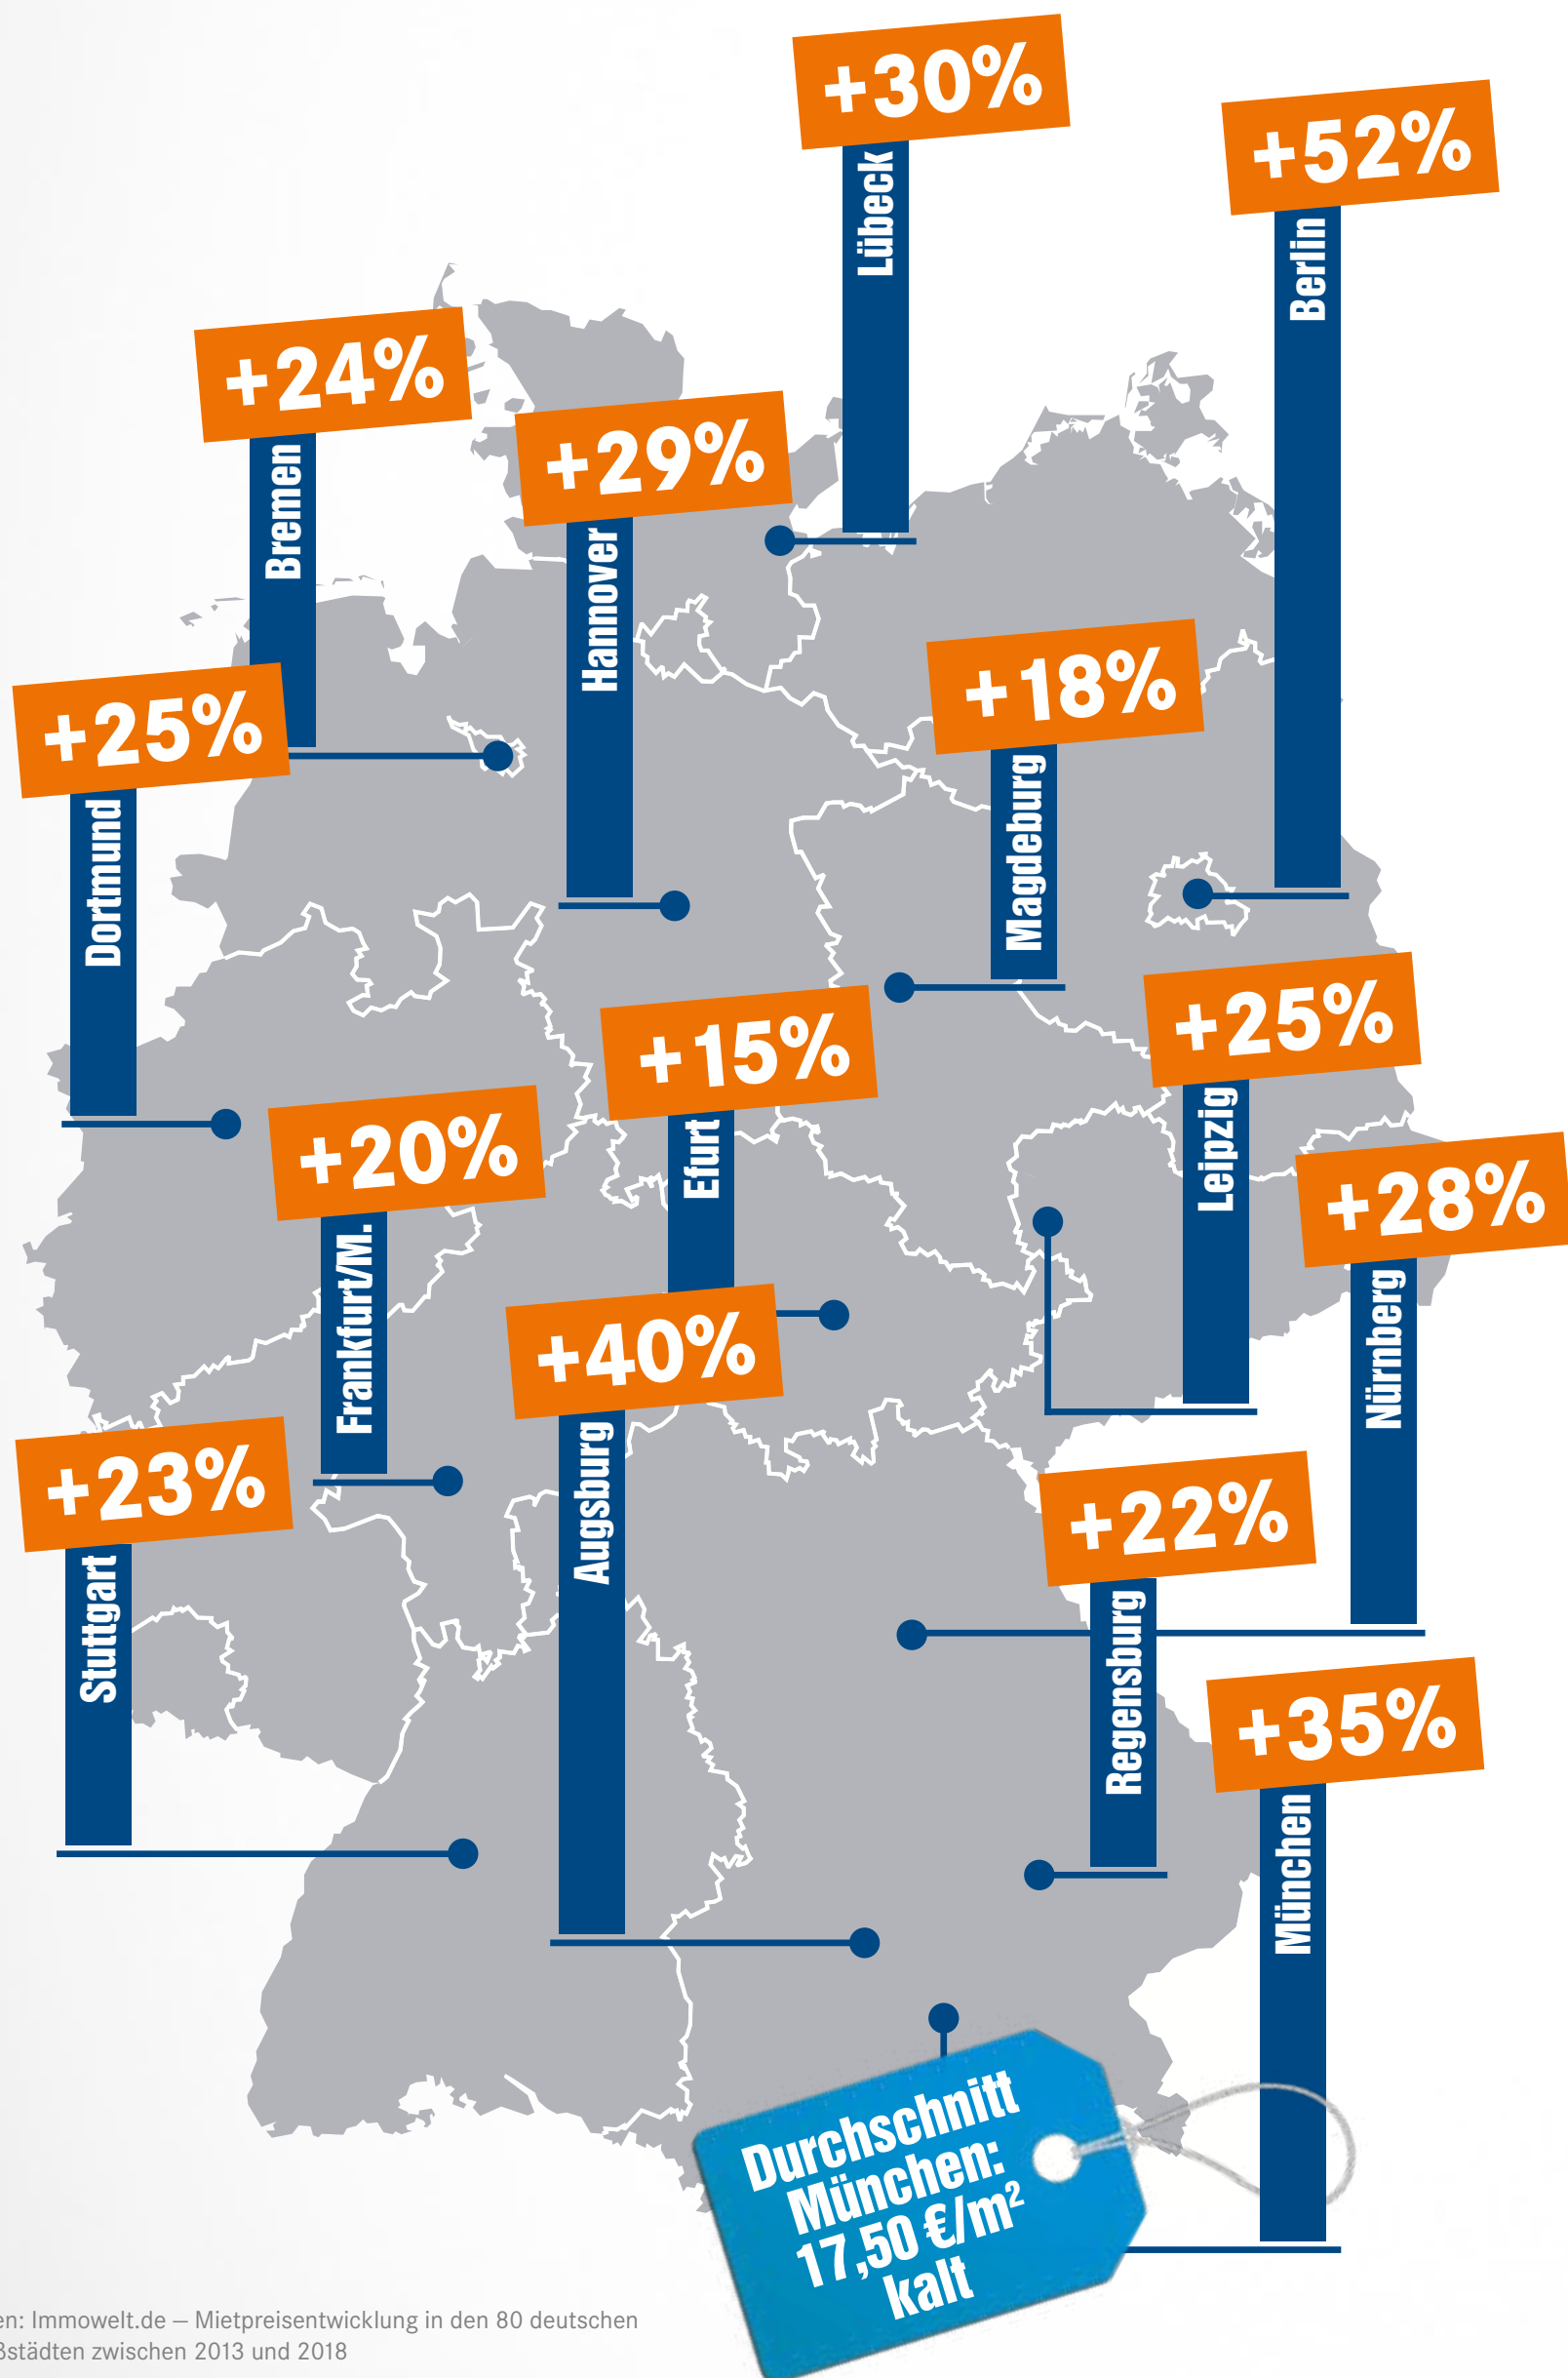 +30%
Lübeck
+52%
Berlin
+24%
Bremen
+29%
Hannover
+18%
Magdeburg
+25%
Dortmund
+25%
Leipzig
+15%
Efurt
+20%
Frankfurt/M.
+28%
Nürnberg
+40%
Augsburg
+23%
Stuttgart
+22%
Regensburg
+35%
München
Durchschnitt
München:
17,50 €/m²
kalt
en: Immowelt.de – Mietpreisentwicklung in den 80 deutschen
ßstädten zwischen 2013 und 2018